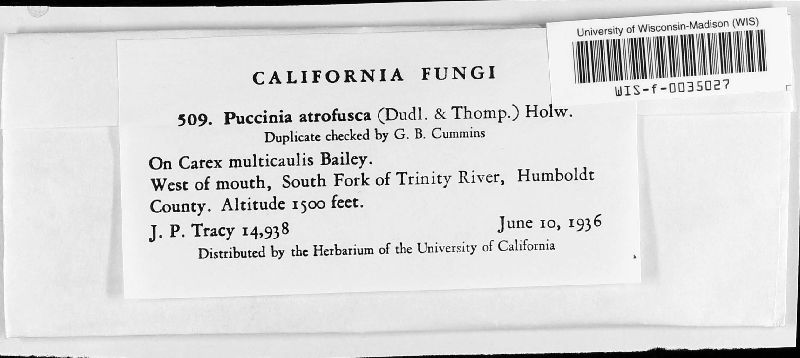 University of Wisconsin-Madison (WIS)
WIS-f-0035027
CALIFORNIA FUNGI
509. Puccinia atrofusca (Dudl. & Thomp.) Holw.
Duplicate checked by G. B. Cummins
On Carex multicaulis Bailey.
West of mouth, South Fork of Trinity River, Humboldt
County. Altitude 1500 feet.
J. P. Tracy 14,938 June 10, 1936
Distributed by the Herbarium of the University of California